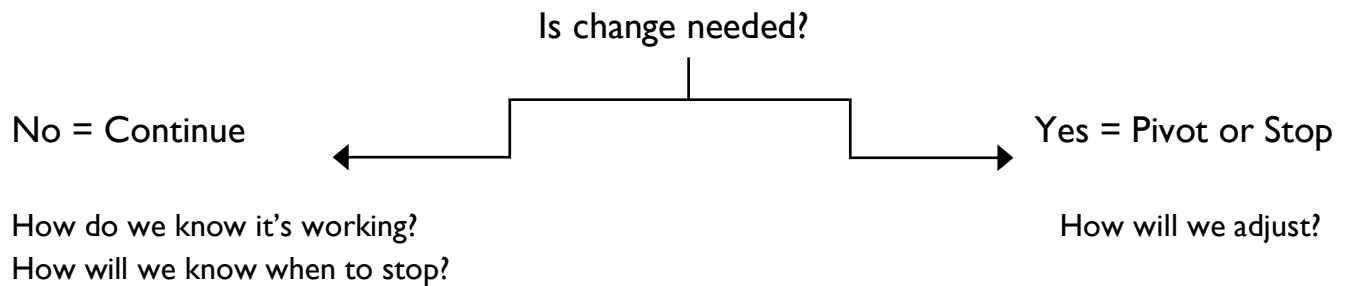 Is change needed?
No = Continue
Yes = Pivot or Stop
How do we know it's working?
How will we adjust?
How will we know when to stop?